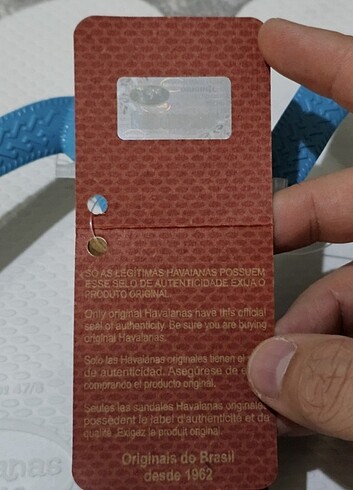 SÓ AS LEGÍTIMAS HAVAIANAS POSSUEM
ESSE SELO DE AUTENTICIDADE EXIJA O
PRODUTO ORIGINAL.
Only original Havaianas have this official
seal of authenticity. Be sure you are buying
original Havaianas.
Solo las Havaianas originales tienen el
de autenticidad. Asegúrese de
comprando el producto original.
Seules les sandales Havaianas originales
possèdent le label d'authenticité et de
qualité. Exigez le produit original.
Originais do Brasil
desde 1962
47/8
anas